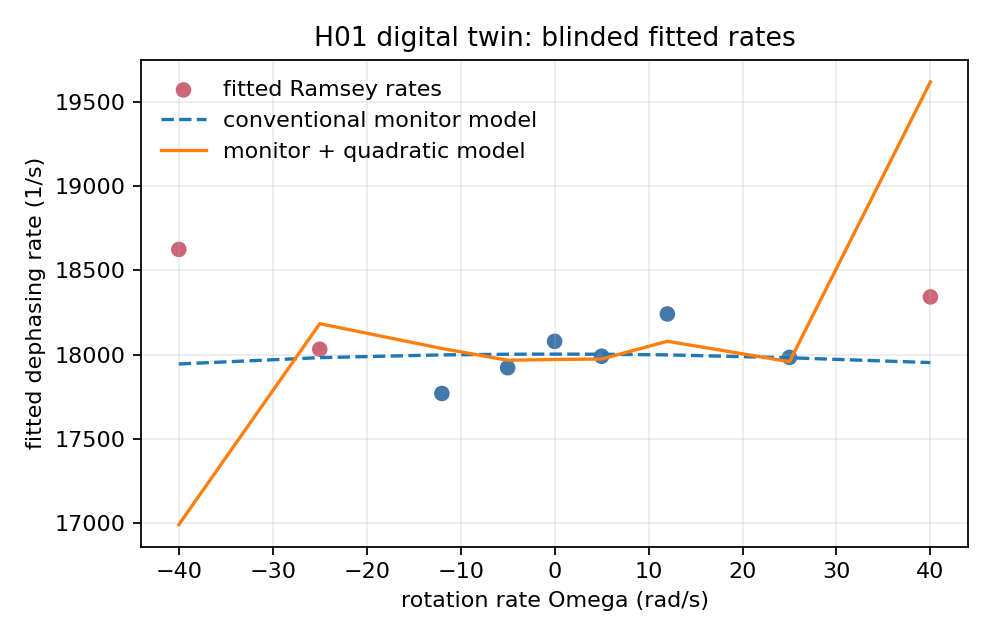 H01 digital twin: blinded fitted rates
fitted Ramsey rates
conventional monitor model
monitor + quadratic model
fitted dephasing rate (1/s)
19500
19000
18500
18000
17500
17000
−40 −30 −20 −10 0 10 20 30 40
rotation rate Omega (rad/s)